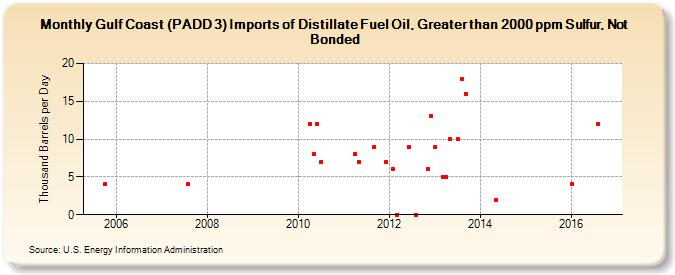 Monthly Gulf Coast (PADD 3) Imports of Distillate Fuel Oil, Greater than 2000 ppm Sulfur, Not
Bonded
Thousand Barrels per Day
20
15
10
5
0
2006 2008 2010 2012 2014 2016
Source: U.S. Energy Information Administration